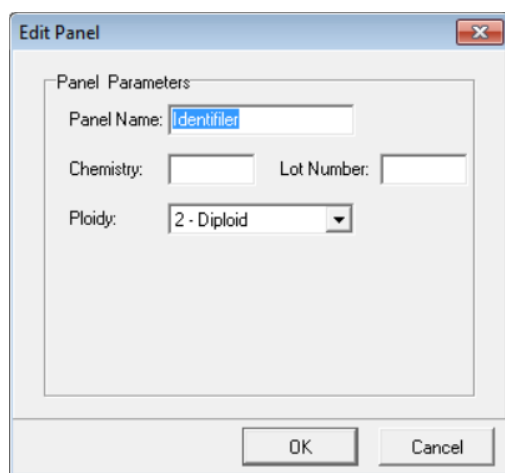 Edit Panel
Panel Parameters
Panel Name: Identifiler
Chemistry: Lot Number:
Ploidy: 2 - Diploid
OK Cancel